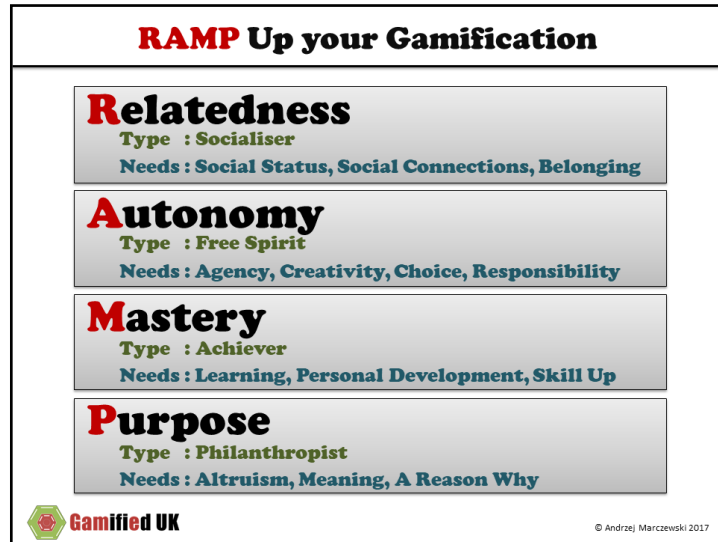 RAMP Up your Gamification
Relatedness
Type : Socialiser
Needs : Social Status, Social Connections, Belonging
Autonomy
Type : Free Spirit
Needs : Agency, Creativity, Choice, Responsibility
Mastery
Type : Achiever
Needs : Learning, Personal Development, Skill Up
Purpose
Type : Philanthropist
Needs : Altruism, Meaning, A Reason Why
Gamified UK
© Andrzej Marczewski 2017